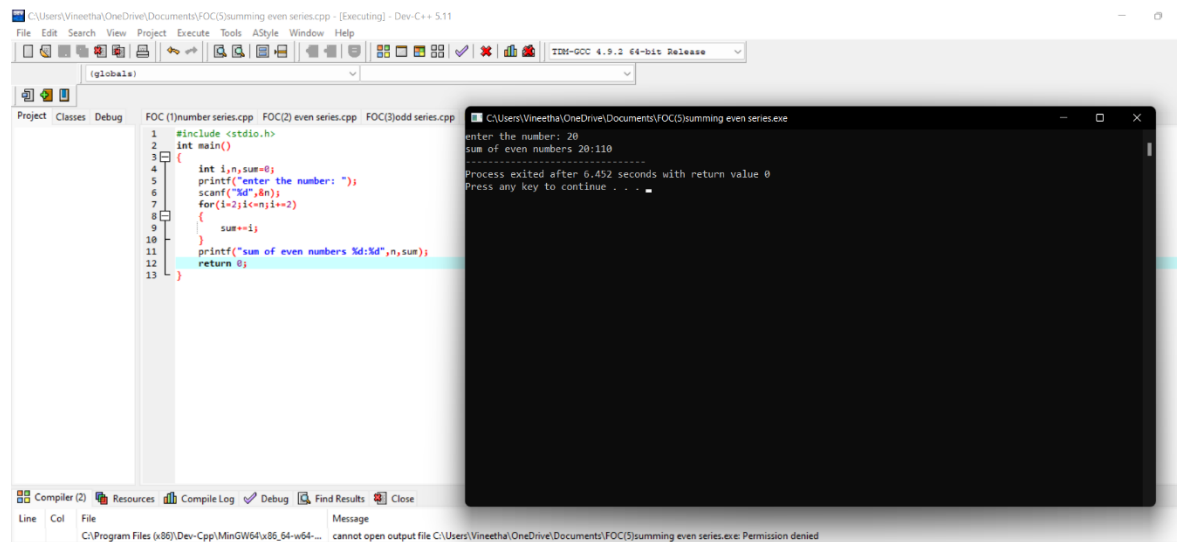 C:\Users\Vineetha\OneDrive\Documents\FOC(5)summing even series.cpp - [Executing] - Dev-C++ 5.11
File Edit Search View Project Execute Tools AStyle Window Help
TDM-GCC 4.9.2 64-bit Release
(globals)
Project Classes Debug
FOC (1)number series.cpp FOC(2) even series.cpp FOC(3)odd series.cpp
1 #include <stdio.h>
2 int main()
3 {
4 int i,n,sum=0;
5 printf("enter the number: ");
6 scanf("%d",&n);
7 for(i=2;i<=n;i+=2)
8 {
9 sum+=i;
10 }
11 printf("sum of even numbers %d:%d",n,sum);
12 return 0;
13 }
C:\Users\Vineetha\OneDrive\Documents\FOC(5)summing even series.exe
enter the number: 20
sum of even numbers 20:110
--------------------------------
Process exited after 6.452 seconds with return value 0
Press any key to continue . . .
Compiler (2) Resources Compile Log Debug Find Results Close
Line Col File Message
C:\Program Files (x86)\Dev-Cpp\MinGW64\x86_64-w64-... cannot open output file C:\Users\Vineetha\OneDrive\Documents\FOC(5)summing even series.exe: Permission denied